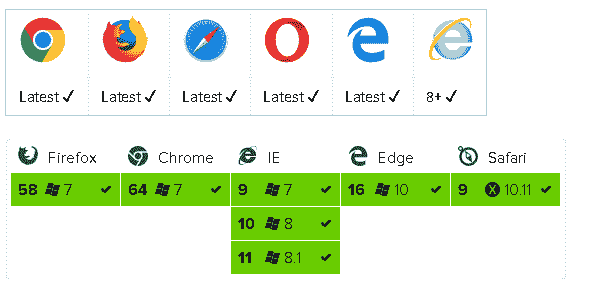 Latest ✓ Latest ✓ Latest ✓ Latest ✓ Latest ✓ 8+ ✓
Firefox Chrome IE Edge Safari
58 7 ✓ 64 7 ✓ 9 7 ✓ 16 10 ✓ 9 X 10.11 ✓
10 8 ✓
11 8.1 ✓